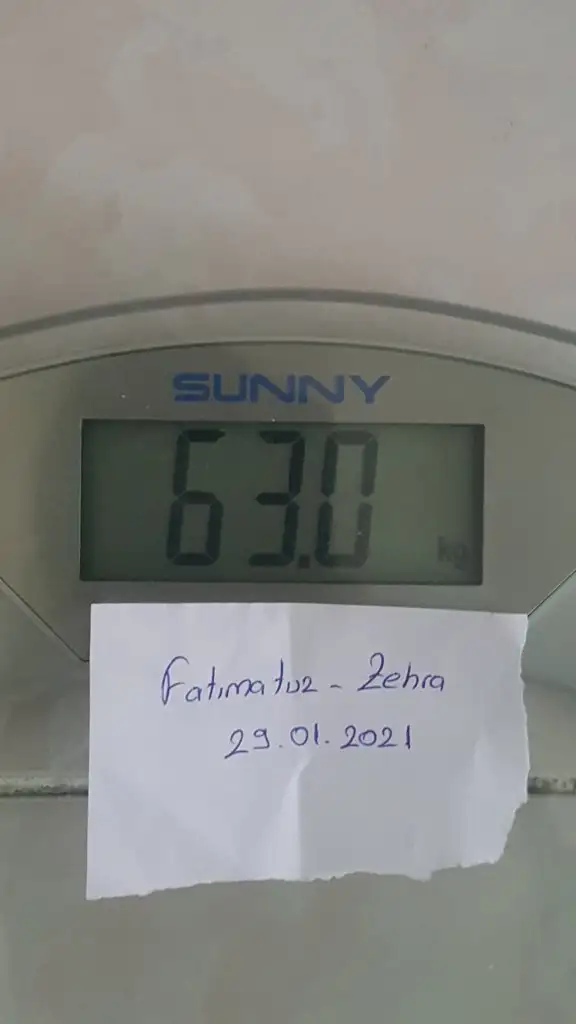 SUNNY
63.0 kg
Fatımatuz - Zehra
29.01.2021